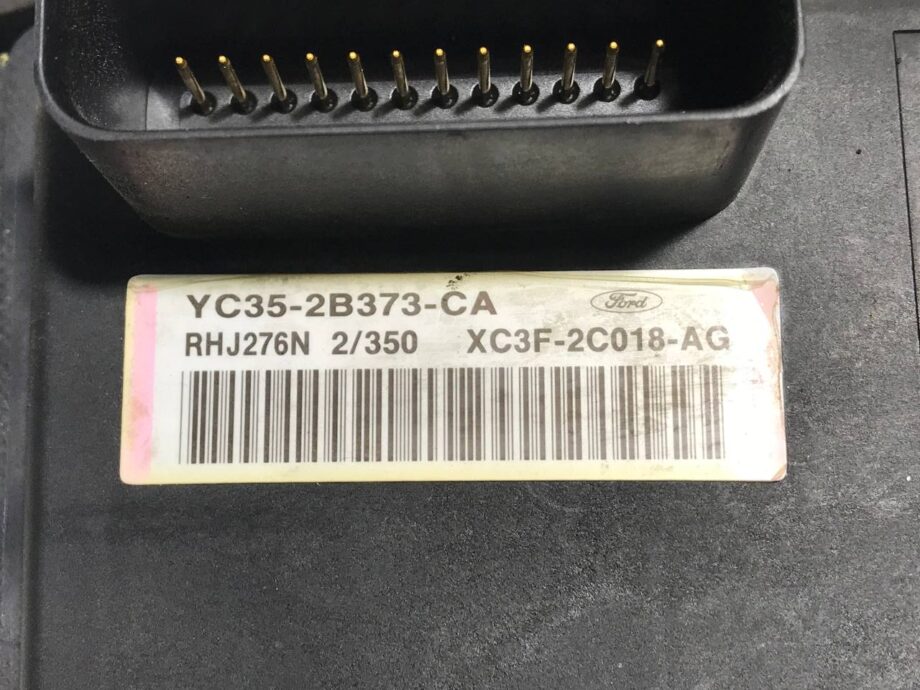 YC35-2B373-CA Ford
RHJ276N 2/350 XC3F-2C018-AG